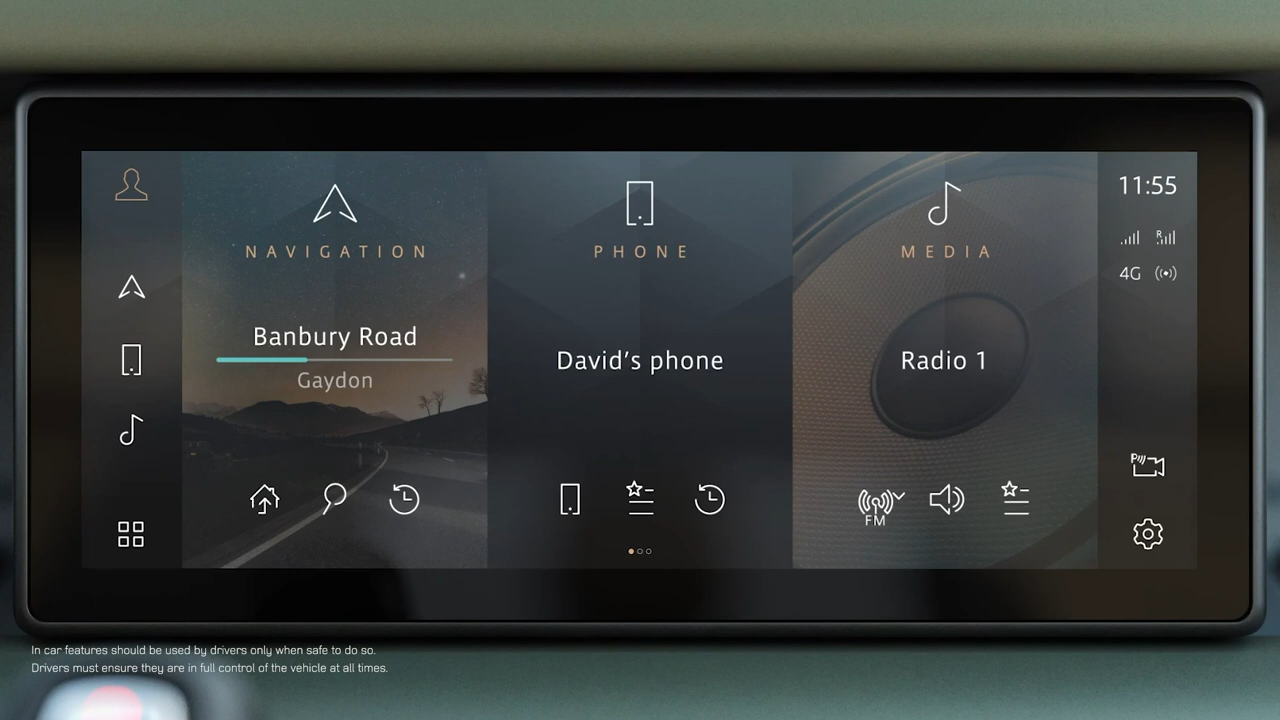 NAVIGATION
Banbury Road
Gaydon
PHONE
David's phone
MEDIA
Radio 1
FM
11:55
R
4G
P
In car features should be used by drivers only when safe to do so.
Drivers must ensure they are in full control of the vehicle at all times.